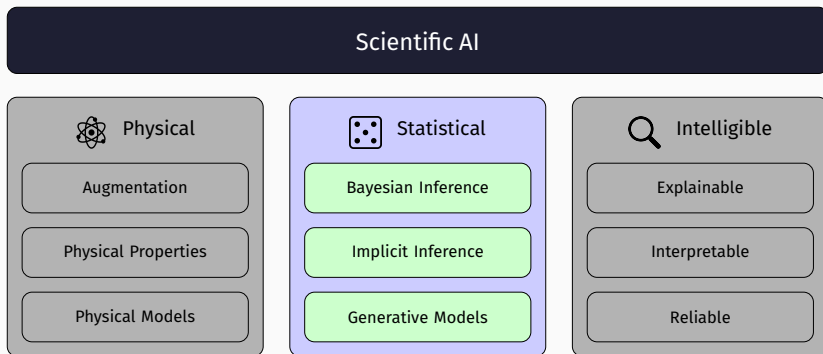 Scientific AI
Physical
Augmentation
Physical Properties
Physical Models
Statistical
Bayesian Inference
Implicit Inference
Generative Models
Intelligible
Explainable
Interpretable
Reliable